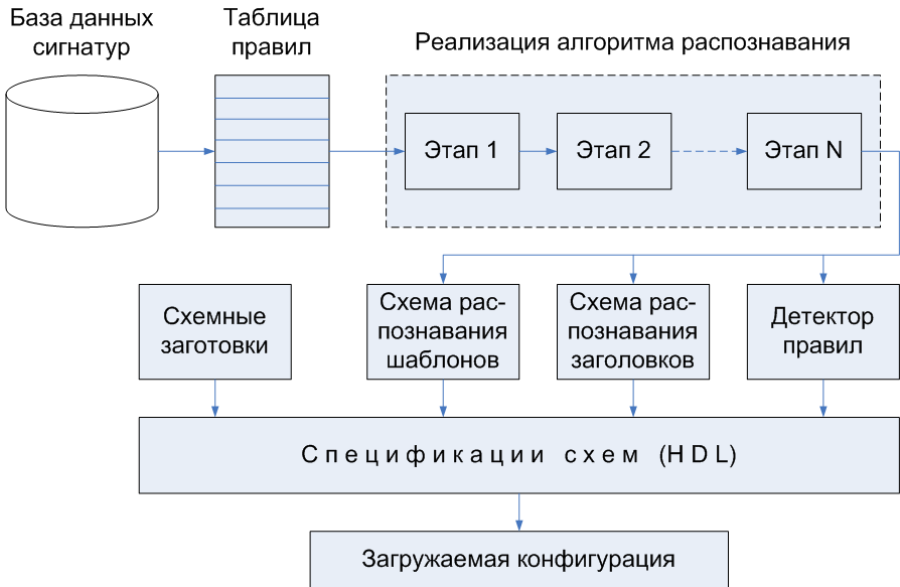 База данных
сигнатур
Таблица
правил
Реализация алгоритма распознавания
Этап 1
Этап 2
Этап N
Схемные
заготовки
Схема рас-
познавания
шаблонов
Схема рас-
познавания
заголовков
Детектор
правил
Спецификации схем (HDL)
Загружаемая конфигурация